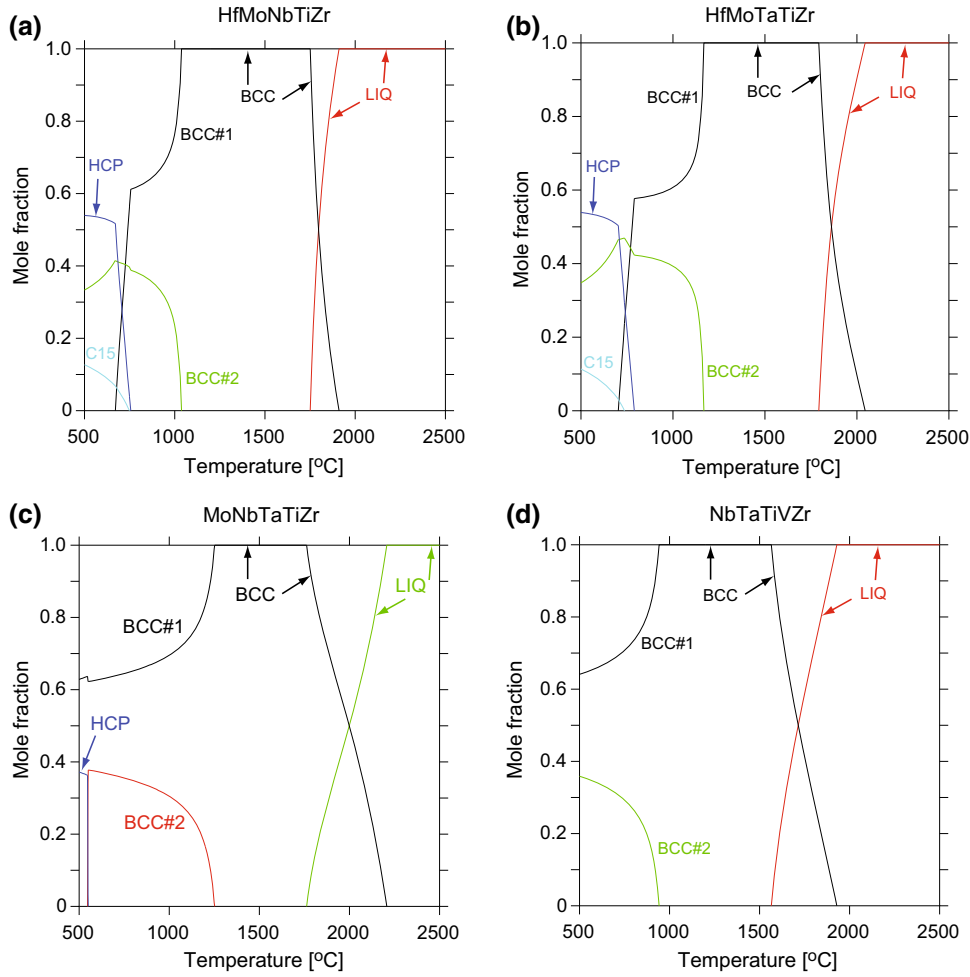 (a)
HfMoNbTiZr
1.0
0.8
0.6
0.4
0.2
0
Mole fraction
BCC
LIQ
BCC#1
HCP
C15
BCC#2
500
1000
1500
2000
2500
Temperature [oC]
(b)
HfMoTaTiZr
1.0
0.8
0.6
0.4
0.2
0
Mole fraction
BCC#1
BCC
LIQ
HCP
C15
BCC#2
500
1000
1500
2000
2500
Temperature [oC]
(c)
MoNbTaTiZr
1.0
0.8
0.6
0.4
0.2
0
Mole fraction
BCC
LIQ
BCC#1
HCP
BCC#2
500
1000
1500
2000
2500
Temperature [oC]
(d)
NbTaTiVZr
1.0
0.8
0.6
0.4
0.2
0
Mole fraction
BCC
LIQ
BCC#1
BCC#2
500
1000
1500
2000
2500
Temperature [oC]